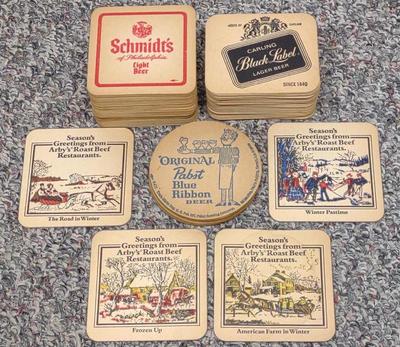 Schmidt's
of Philadelphia
Light
Beer
CARLING
Black Label
LAGER BEER
SINCE 1840
Season's
Greetings from
Arby's Roast Beef
Restaurants.
The Road in Winter
ORIGINAL
Pabst
Blue
Ribbon
BEER
Season's
Greetings from
Arby's Roast Beef
Restaurants.
Winter Pastime
Season's
Greetings from
Arby's Roast Beef
Restaurants.
Frozen Up
Season's
Greetings from
Arby's Roast Beef
Restaurants.
American Farm in Winter